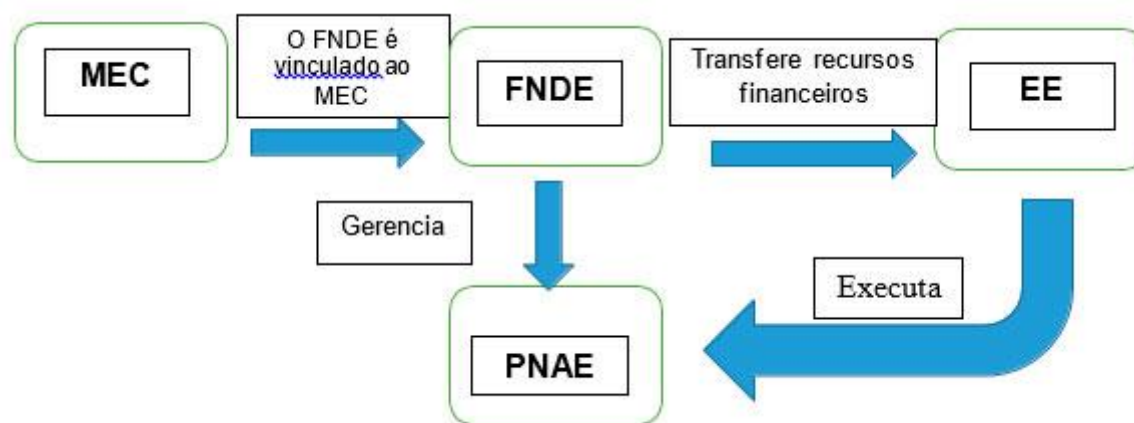 MEC
O FNDE é
vinculado ao
MEC
FNDE
Transfere recursos
financeiros
EE
Gerencia
Executa
PNAE